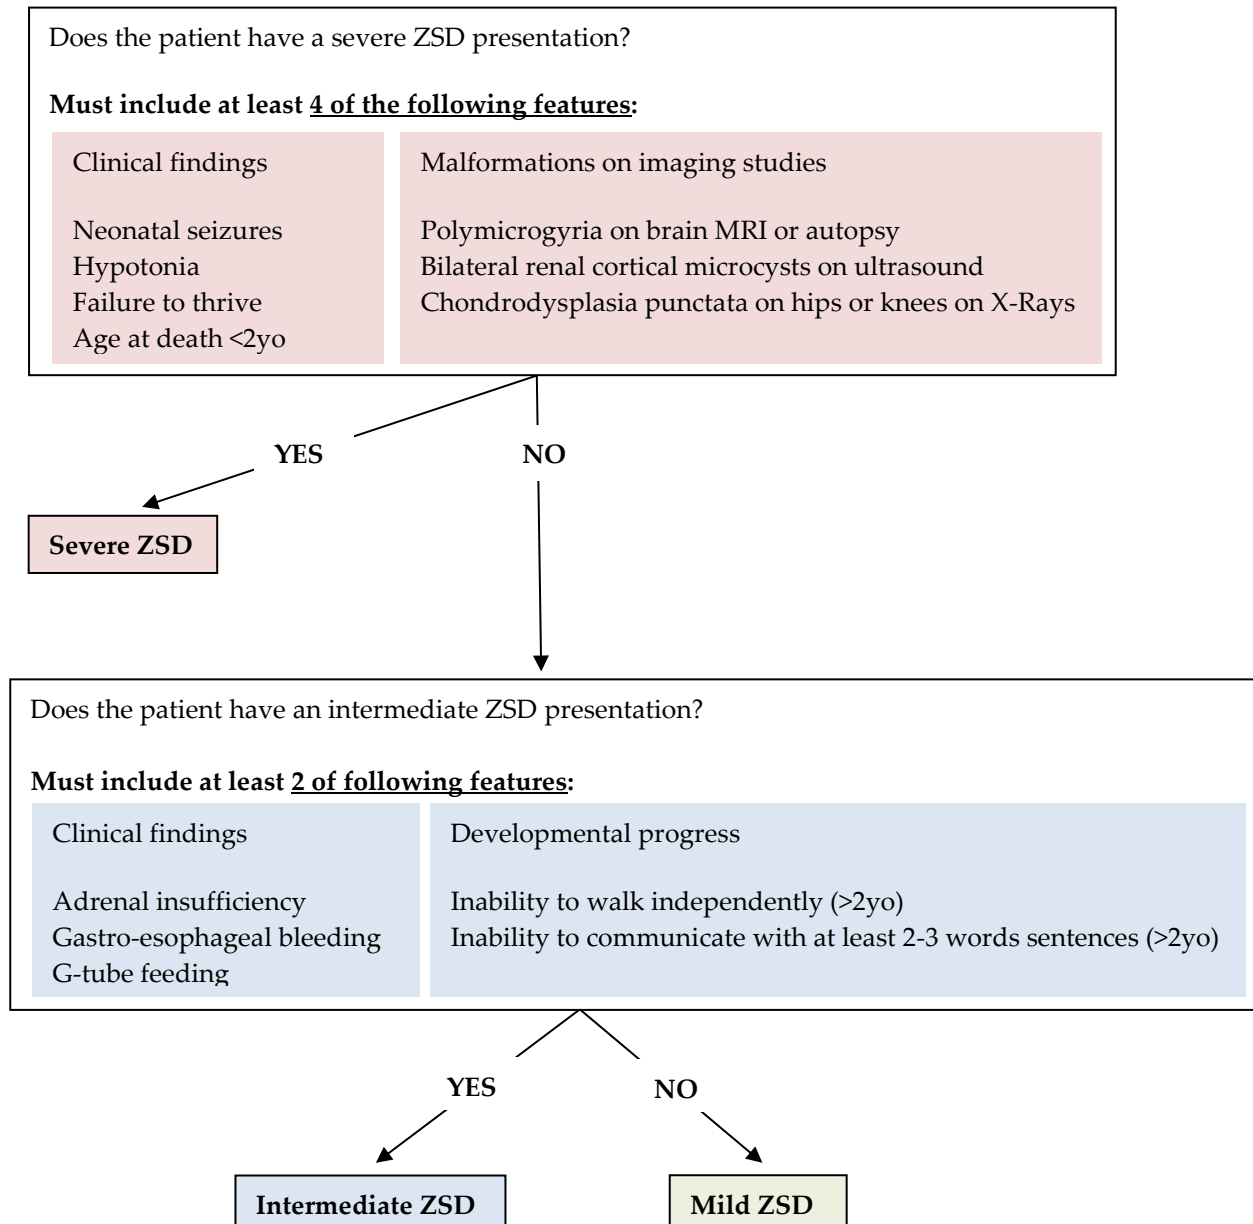 Does the patient have a severe ZSD presentation?
Must include at least 4 of the following features:
Clinical findings
Neonatal seizures
Hypotonia
Failure to thrive
Age at death <2yo
Malformations on imaging studies
Polymicrogyria on brain MRI or autopsy
Bilateral renal cortical microcysts on ultrasound
Chondrodysplasia punctata on hips or knees on X-Rays
YES
NO
Severe ZSD
Does the patient have an intermediate ZSD presentation?
Must include at least 2 of following features:
Clinical findings
Adrenal insufficiency
Gastro-esophageal bleeding
G-tube feeding
Developmental progress
Inability to walk independently (>2yo)
Inability to communicate with at least 2-3 words sentences (>2yo)
YES
NO
Intermediate ZSD
Mild ZSD